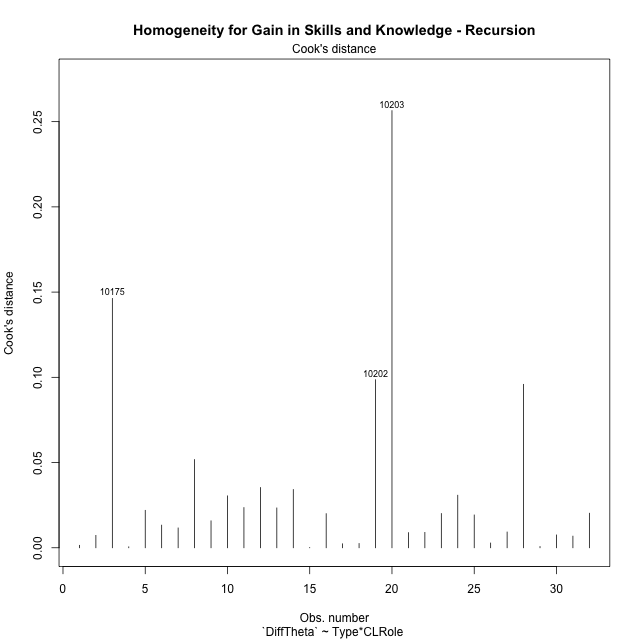 Homogeneity for Gain in Skills and Knowledge - Recursion
Cook's distance
10203
0.25
0.20
10175
0.15
Cook's distance
10202
0.10
0.05
0.00
0 5 10 15 20 25 30
Obs. number
`DiffTheta` ~ Type*CLRole